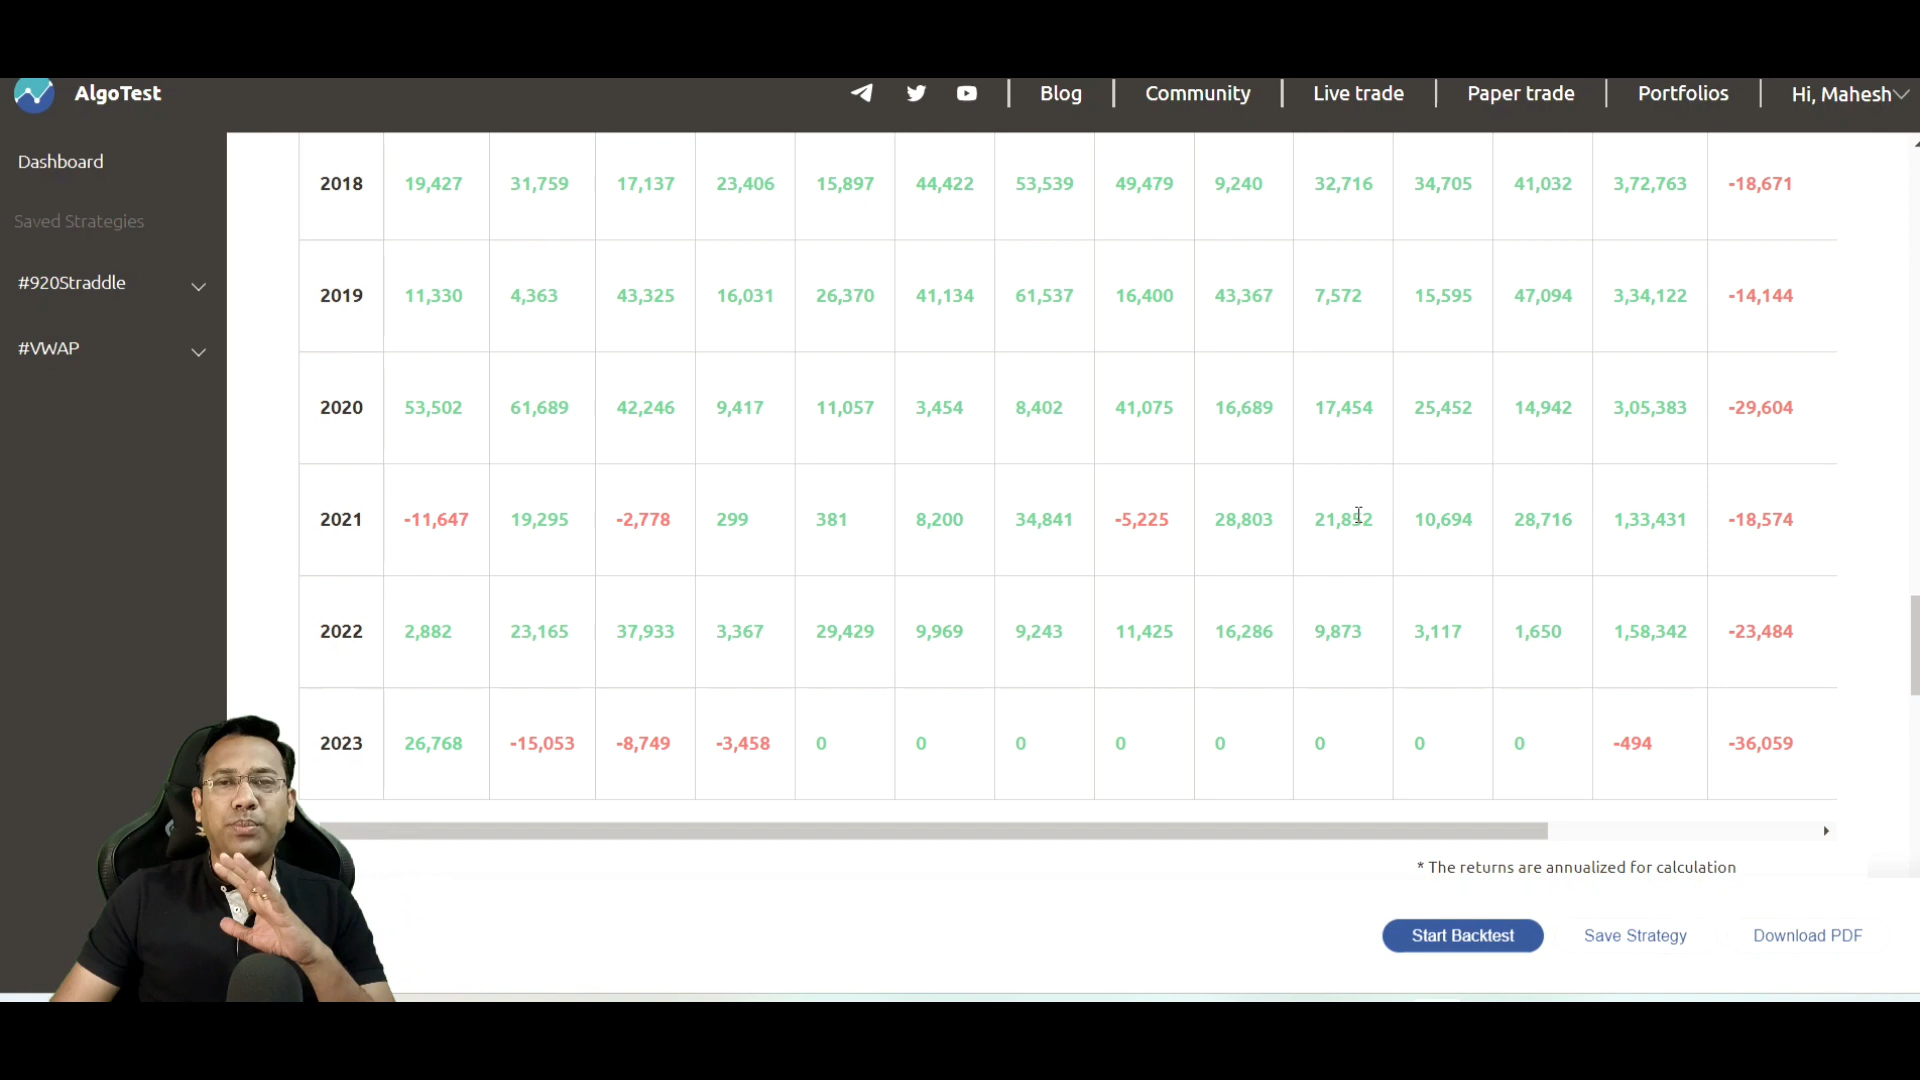 AlgoTest
Blog
Community
Live trade
Paper trade
Portfolios
Hi, Mahesh
Dashboard
Saved Strategies
#920Straddle
#VWAP
2018 19,427 31,759 17,137 23,406 15,897 44,422 53,539 49,479 9,240 32,716 34,705 41,032 3,72,763 -18,671
2019 11,330 4,363 43,325 16,031 26,370 41,134 61,537 16,400 43,367 7,572 15,595 47,094 3,34,122 -14,144
2020 53,502 61,689 42,246 9,417 11,057 3,454 8,402 41,075 16,689 17,454 25,452 14,942 3,05,383 -29,604
2021 -11,647 19,295 -2,778 299 381 8,200 34,841 -5,225 28,803 10,694 28,716 1,33,431 -18,574
2022 2,882 23,165 37,933 3,367 29,429 9,969 9,243 11,425 16,286 9,873 3,117 1,650 1,58,342 -23,484
2023 26,768 -15,053 -8,749 -3,458 0 0 0 0 0 0 0 0 -494 -36,059
* The returns are annualized for calculation
Start Backtest
Save Strategy
Download PDF